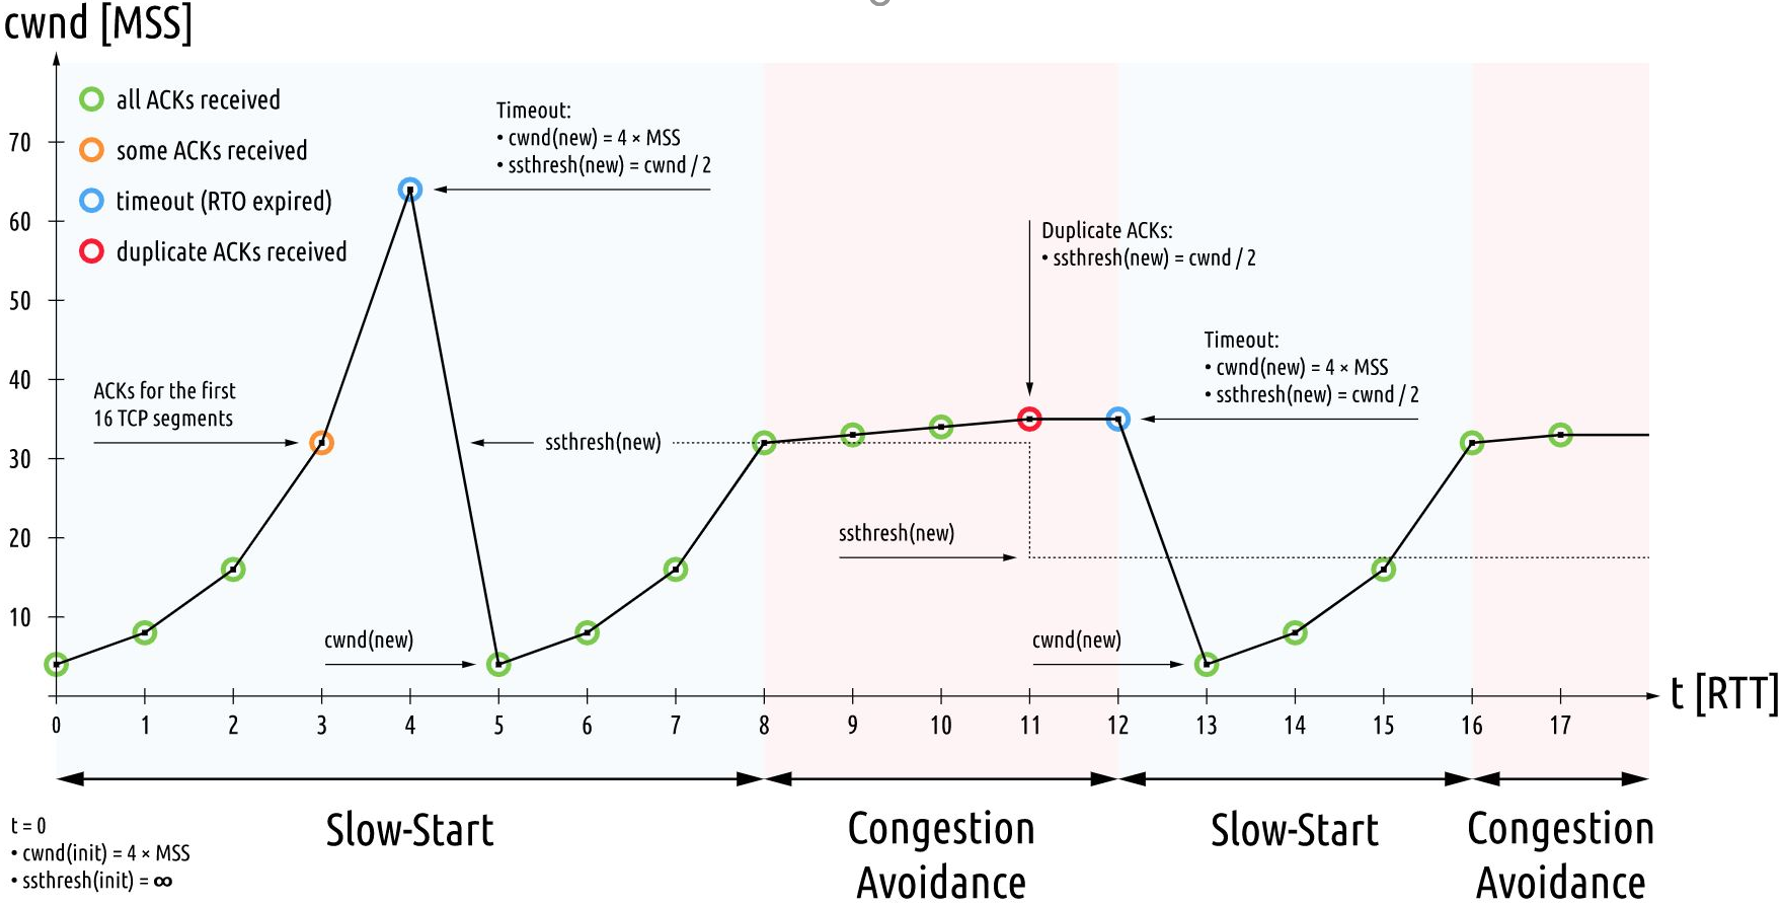 cwnd [MSS]
all ACKs received
some ACKs received
timeout (RTO expired)
duplicate ACKs received
Timeout:
• cwnd(new) = 4 × MSS
• ssthresh(new) = cwnd / 2
Duplicate ACKs:
• ssthresh(new) = cwnd / 2
Timeout:
• cwnd(new) = 4 × MSS
• ssthresh(new) = cwnd / 2
ACKs for the first
16 TCP segments
ssthresh(new)
ssthresh(new)
cwnd(new)
cwnd(new)
70
60
50
40
30
20
10
t [RTT]
0 1 2 3 4 5 6 7 8 9 10 11 12 13 14 15 16 17
Slow-Start
Congestion
Avoidance
Slow-Start
Congestion
Avoidance
t = 0
• cwnd(init) = 4 × MSS
• ssthresh(init) = ∞